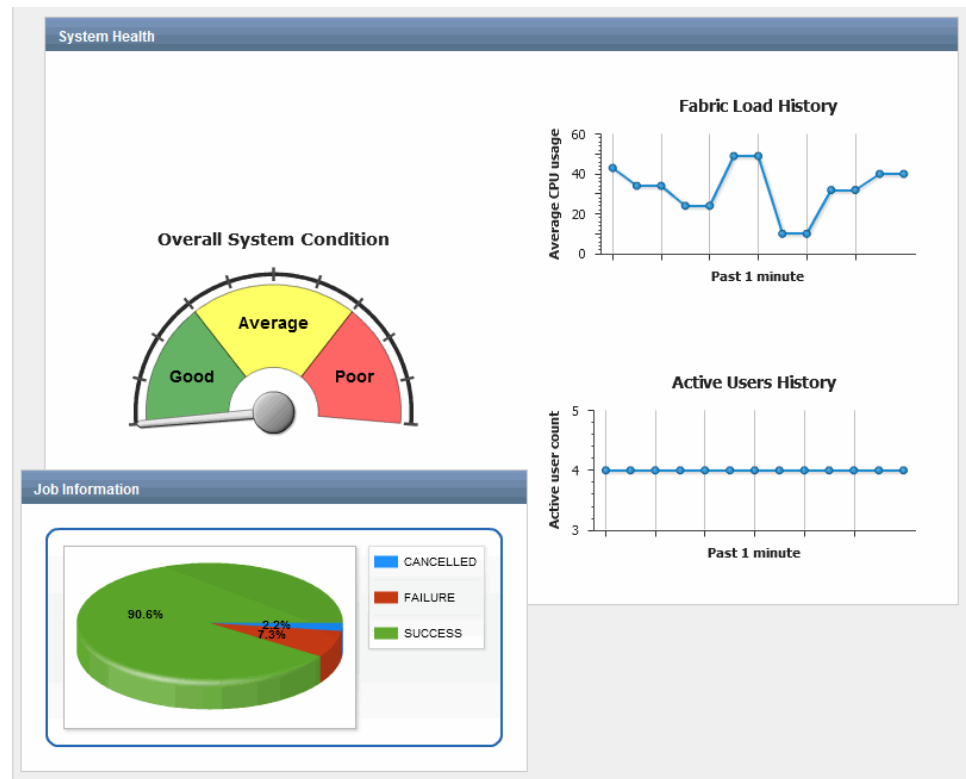 System Health
Fabric Load History
Average CPU usage
60
40
20
0
Past 1 minute
Overall System Condition
Good
Average
Poor
Active Users History
Active user count
5
4
3
Past 1 minute
Job Information
90.6%
2.2%
7.3%
CANCELLED
FAILURE
SUCCESS